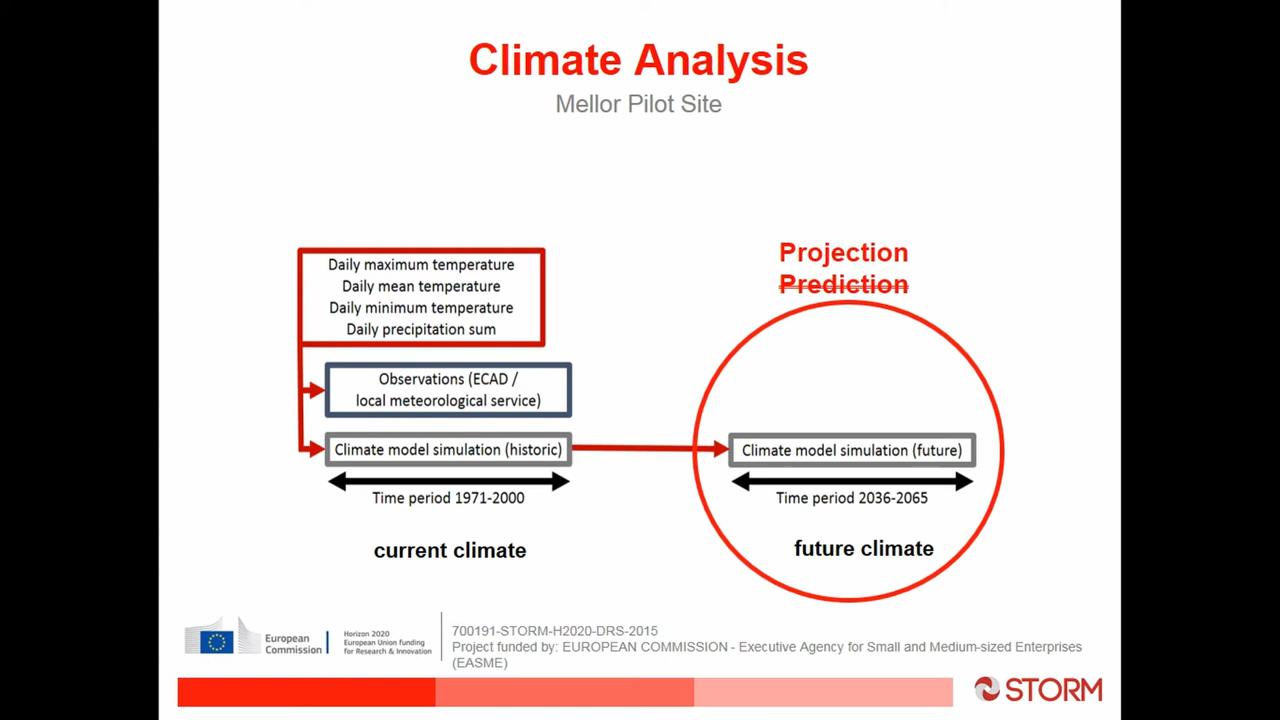 Climate Analysis
Mellor Pilot Site
Daily maximum temperature
Daily mean temperature
Daily minimum temperature
Daily precipitation sum
Observations (ECAD /
local meteorological service)
Climate model simulation (historic)
Time period 1971-2000
current climate
Projection
Prediction
Climate model simulation (future)
Time period 2036-2065
future climate
European
Commission
Horizon 2020
European Union funding
for Research & Innovation
700191-STORM-H2020-DRS-2015
Project funded by: EUROPEAN COMMISSION - Executive Agency for Small and Medium-sized Enterprises
(EASME)
STORM